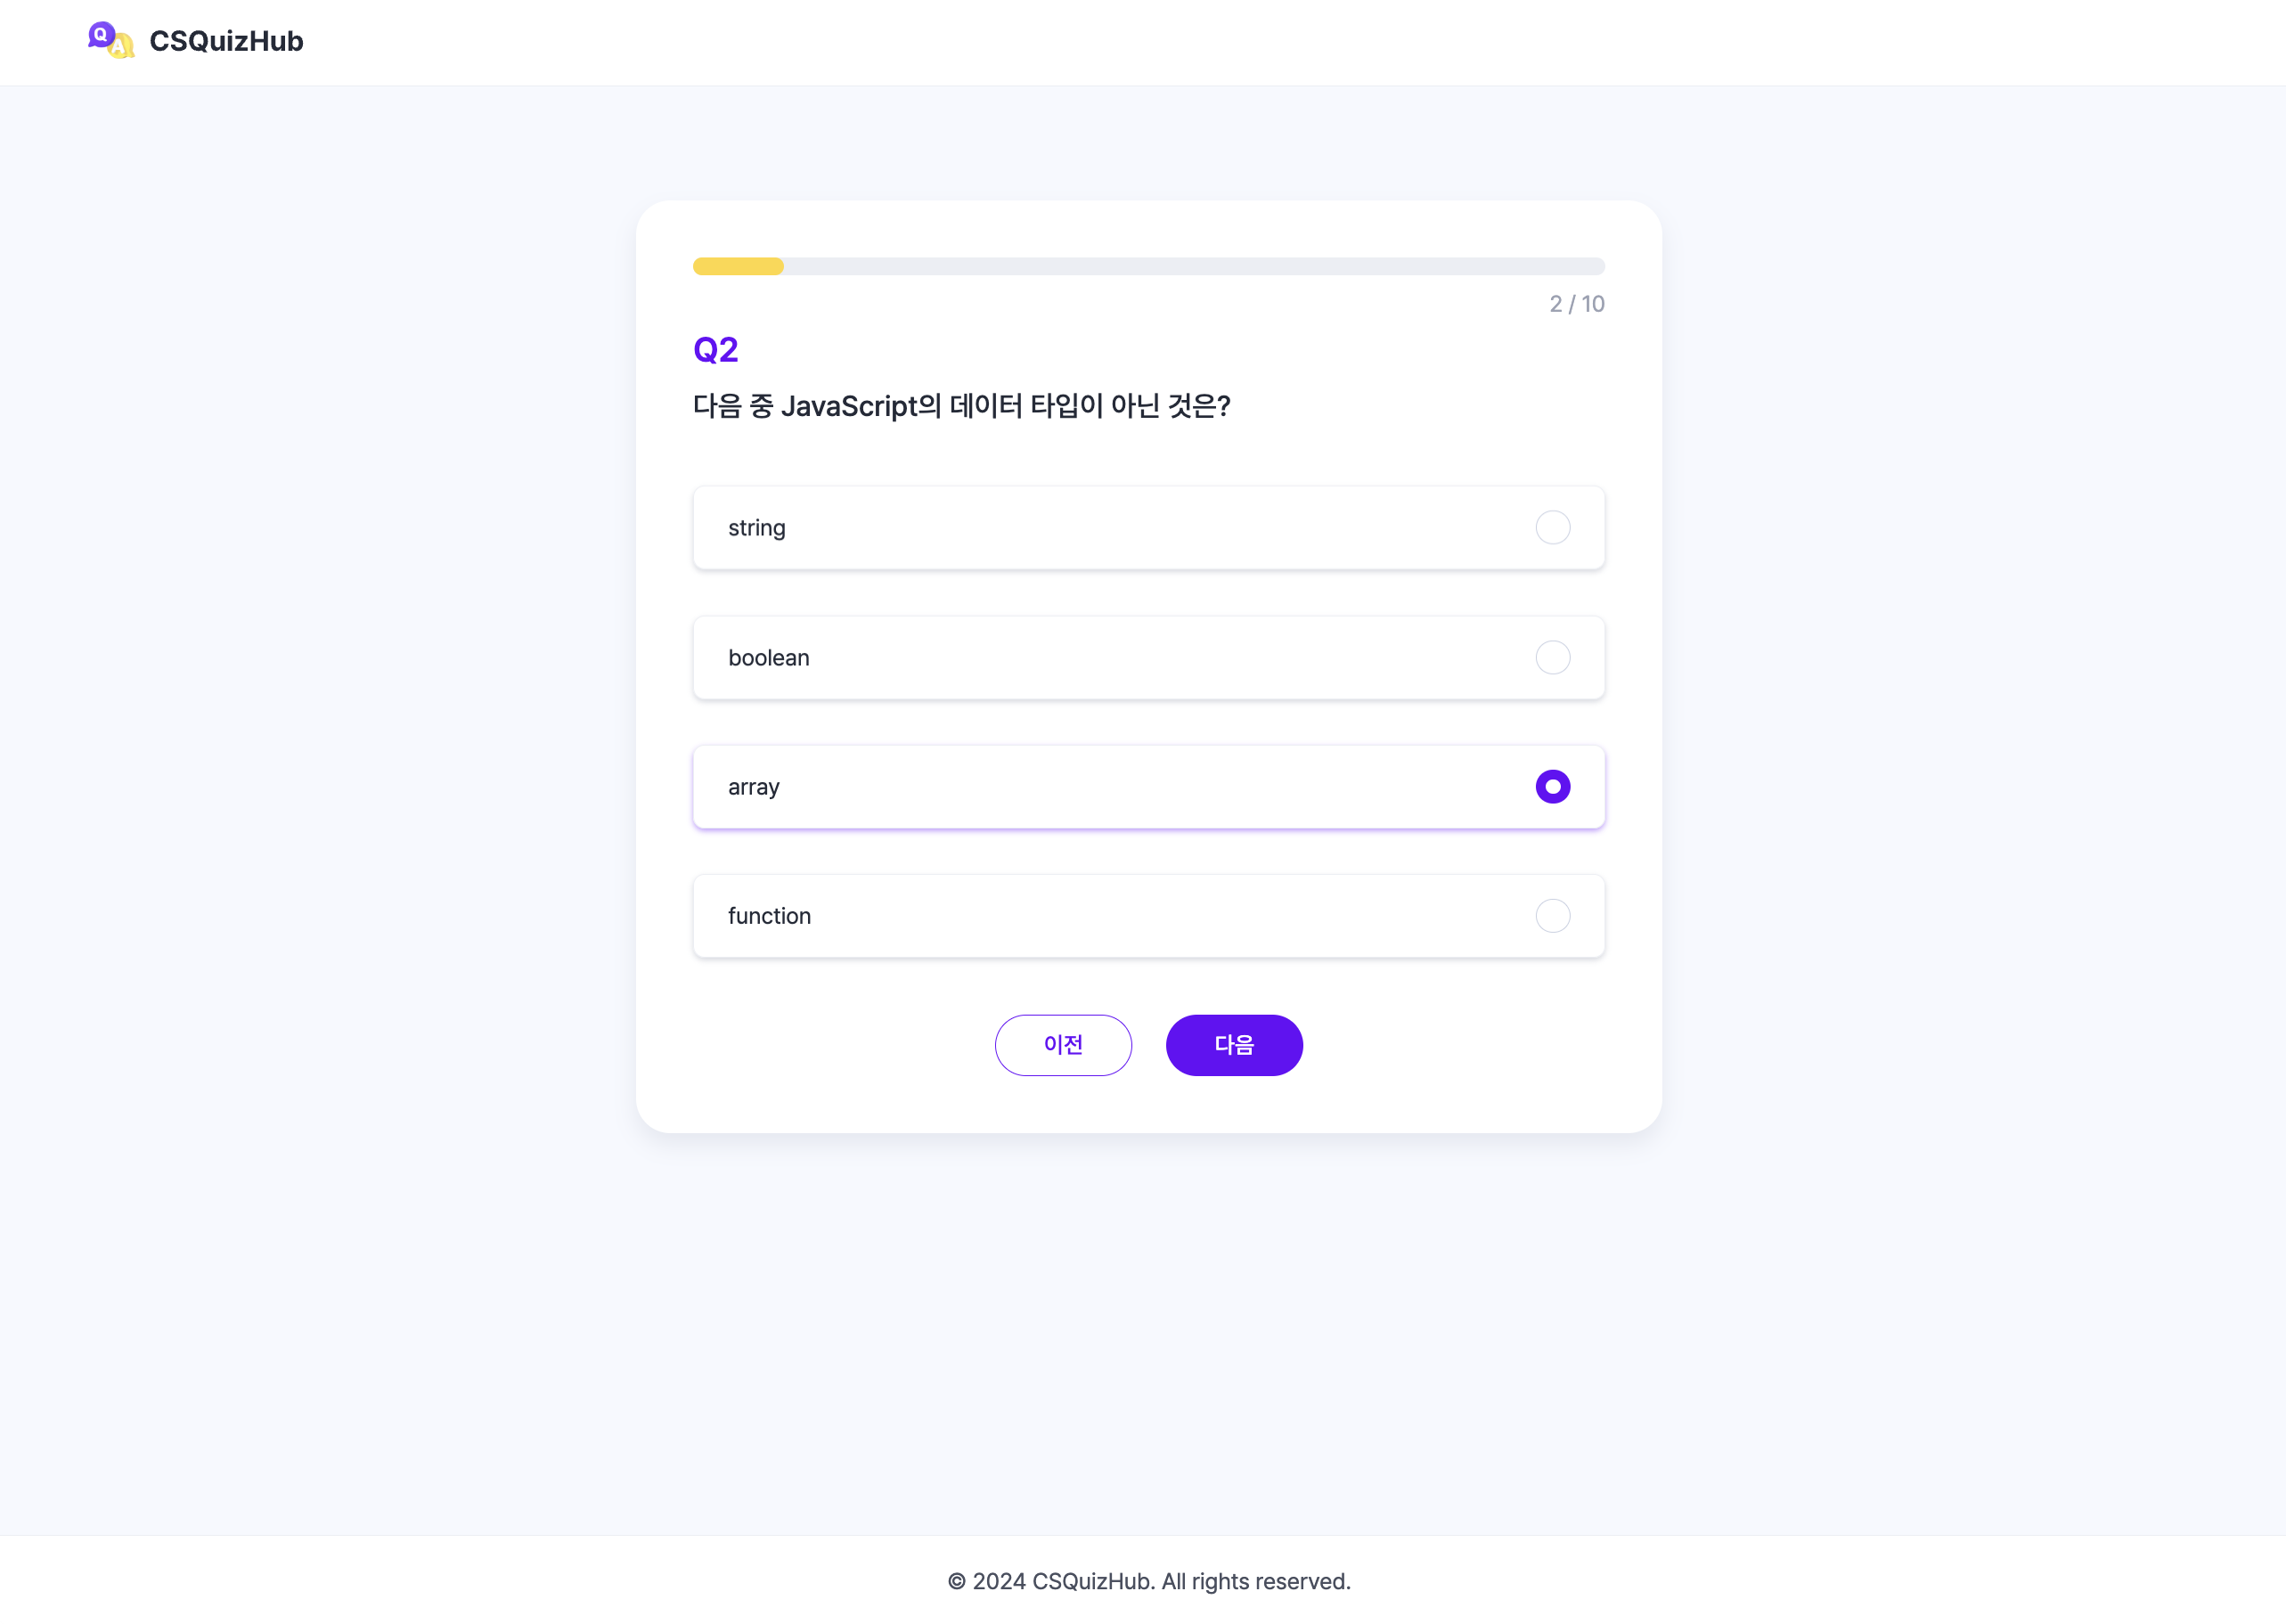 QA CSQuizHub
2 / 10
Q2
다음 중 JavaScript의 데이터 타입이 아닌 것은?
string
boolean
array
function
이전 다음
© 2024 CSQuizHub. All rights reserved.